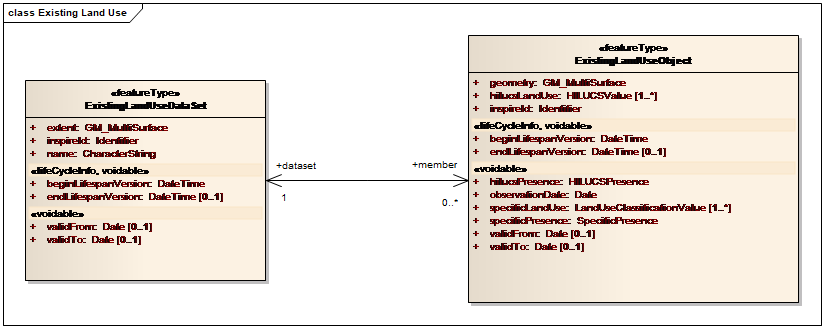 class Existing Land Use
«featureType»
ExistingLandUseDataSet
+ extent: GM_MultiSurface
+ inspireId: Identifier
+ name: CharacterString
«lifeCycleInfo, voidable»
+ beginLifespanVersion: DateTime
+ endLifespanVersion: DateTime [0..1]
«voidable»
+ validFrom: Date [0..1]
+ validTo: Date [0..1]
+dataset
1
+member
0..*
«featureType»
ExistingLandUseObject
+ geometry: GM_MultiSurface
+ hilucsLandUse: HILUCSValue [1..*]
+ inspireId: Identifier
«lifeCycleInfo, voidable»
+ beginLifespanVersion: DateTime
+ endLifespanVersion: DateTime [0..1]
«voidable»
+ hilucsPresence: HILUCSPresence
+ observationDate: Date
+ specificLandUse: LandUseClassificationValue [1..*]
+ specificPresence: SpecificPresence
+ validFrom: Date [0..1]
+ validTo: Date [0..1]